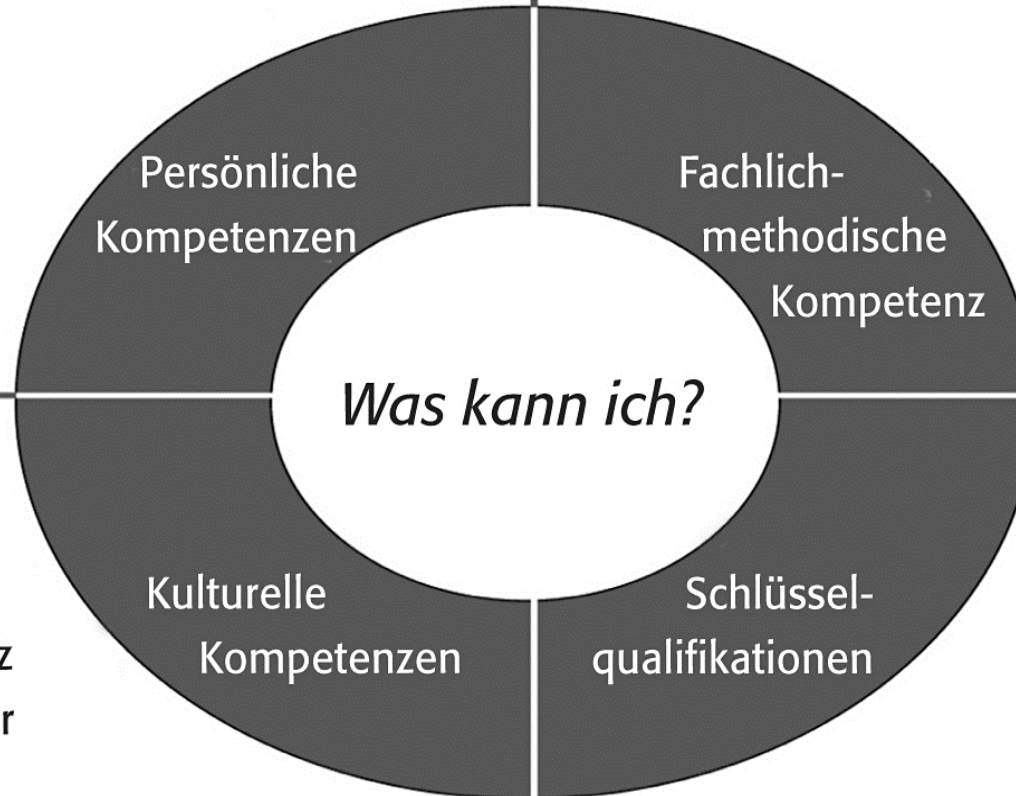 Persönliche
Kompetenzen
Fachlich-
methodische
Kompetenz
Was kann ich?
Kulturelle
Kompetenzen
Schlüssel-
qualifikationen
z
r